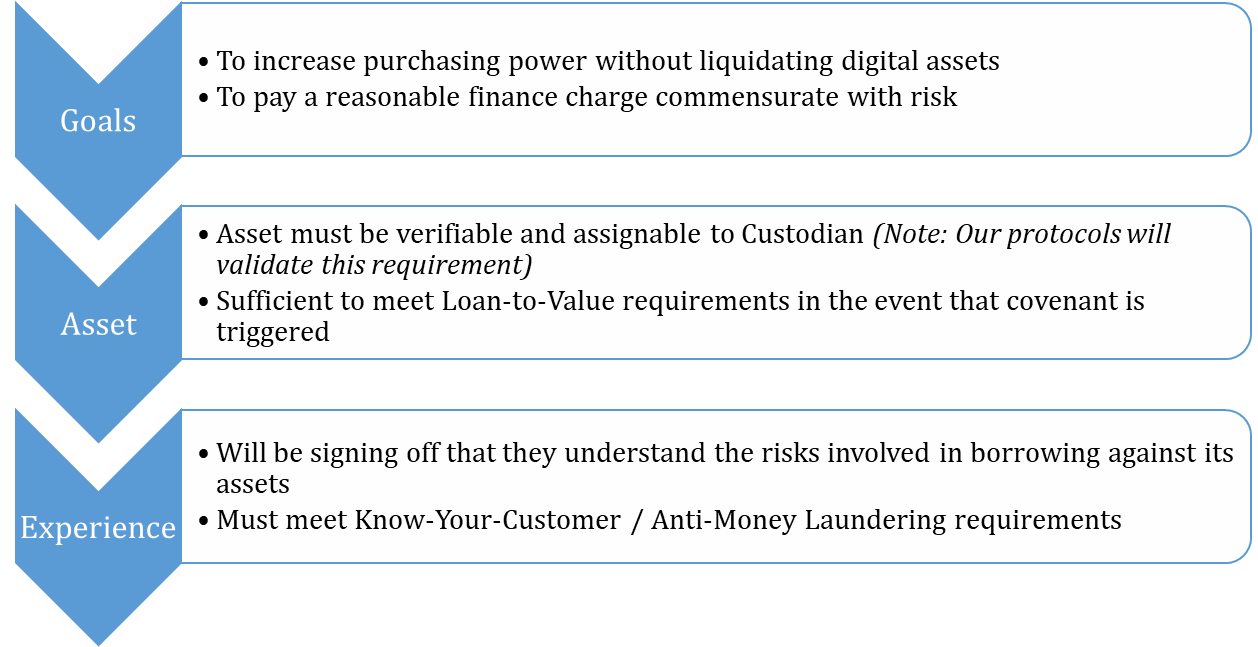 Goals
• To increase purchasing power without liquidating digital assets
• To pay a reasonable finance charge commensurate with risk
Asset
• Asset must be verifiable and assignable to Custodian (Note: Our protocols will
validate this requirement)
• Sufficient to meet Loan-to-Value requirements in the event that covenant is
triggered
Experience
• Will be signing off that they understand the risks involved in borrowing against its
assets
• Must meet Know-Your-Customer / Anti-Money Laundering requirements